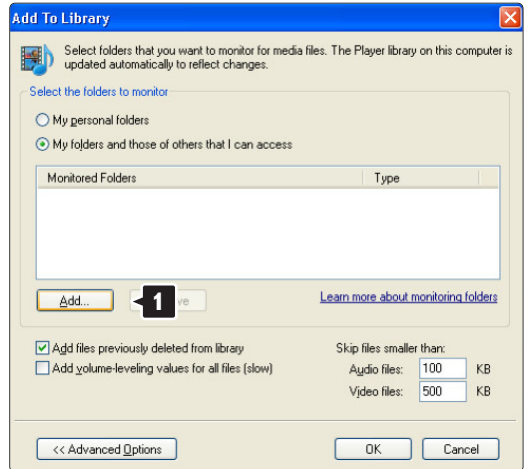 Add To Library
Select folders that you want to monitor for media files. The Player library on this computer is
updated automatically to reflect changes.
Select the folders to monitor
My personal folders
My folders and those of others that I can access
Monitored Folders Type
Add... 1 ve Learn more about monitoring folders
Add files previously deleted from library Skip files smaller than:
Add volume-leveling values for all files (slow) Audio files: 100 KB
Video files: 500 KB
<< Advanced Options OK Cancel